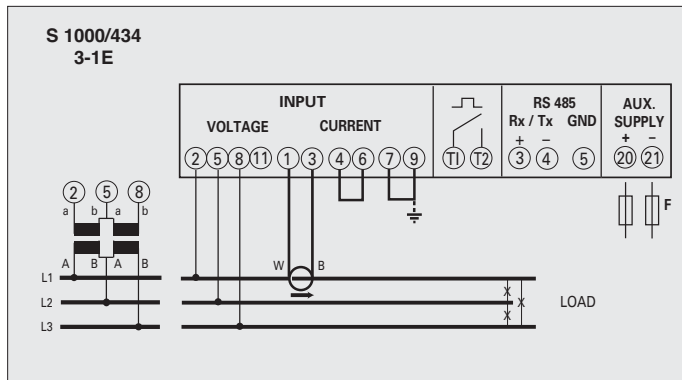 S 1000/434
3-1E
INPUT
VOLTAGE CURRENT
RS 485
Rx / Tx GND
+ −
AUX.
SUPPLY
+ −
2 5 8 11 1 3 4 6 7 9 T1 T2 3 4 5 20 21
F
2 5 8
a b a b
A B A B
W B
L1
L2
L3
X
X
X
LOAD